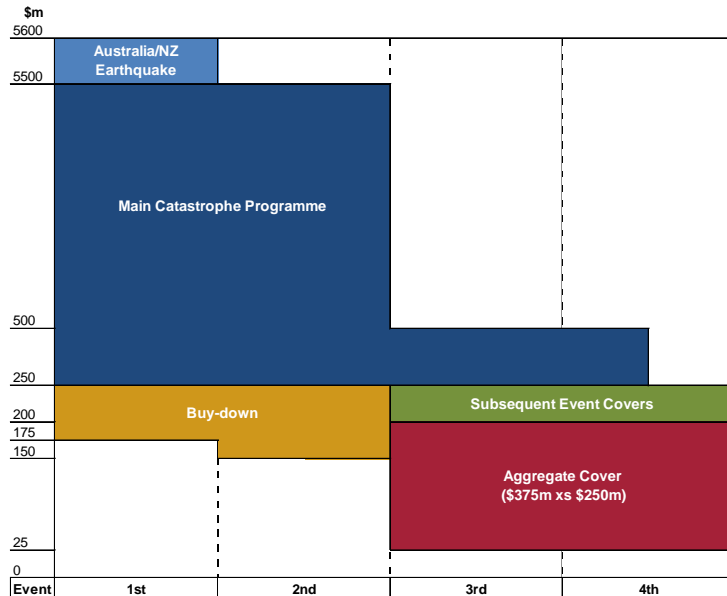 $m
5600
Australia/NZ
Earthquake
5500
Main Catastrophe Programme
500
250
Buy-down
Subsequent Event Covers
200
175
150
Aggregate Cover
($375m xs $250m)
25
0
Event 1st 2nd 3rd 4th